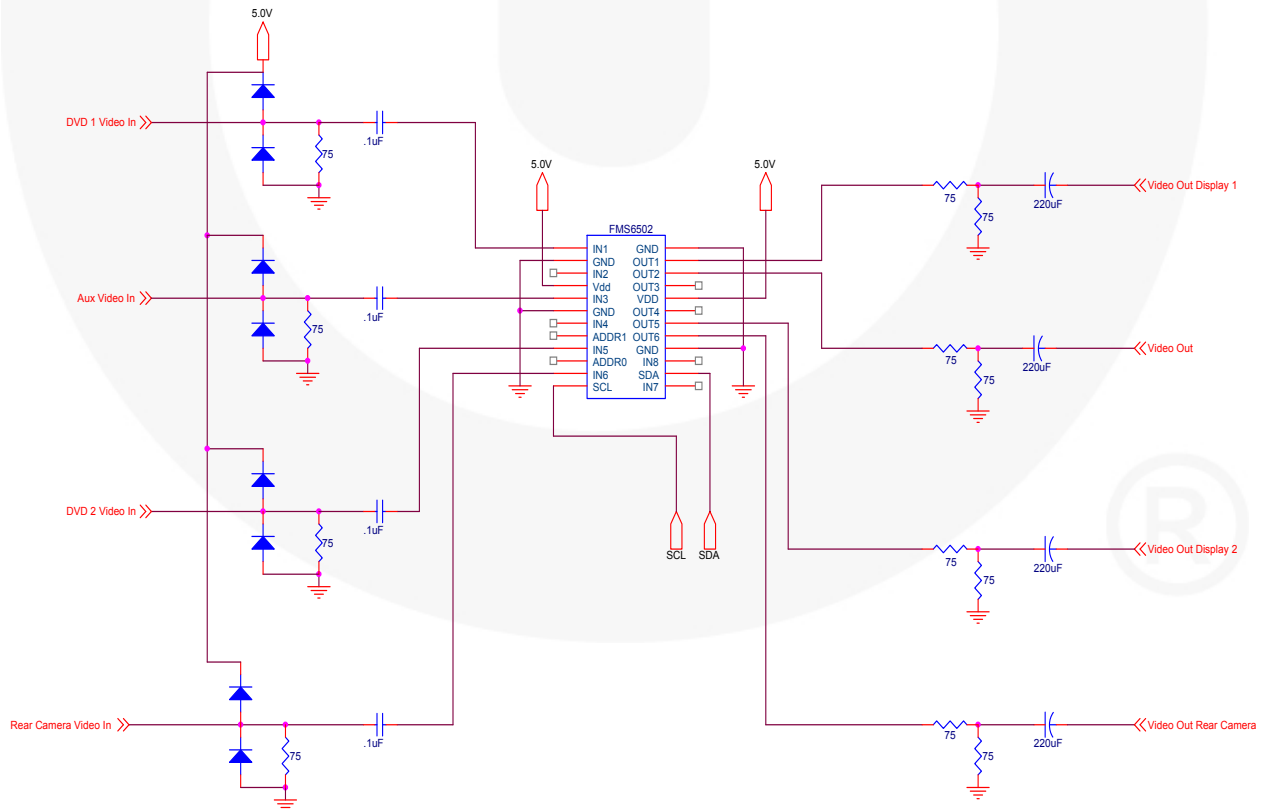 5.0V
DVD 1 Video In
.1uF
75
5.0V
5.0V
Video Out Display 1
75
75
220uF
FMS6502
IN1 GND
GND OUT1
IN2 OUT2
Vdd OUT3
IN3 VDD
GND OUT4
IN4 OUT5
ADDR1 OUT6
IN5 GND
ADDR0 IN8
IN6 SDA
SCL IN7
Aux Video In
.1uF
75
Video Out
75
220uF
75
DVD 2 Video In
.1uF
75
SCL SDA
Video Out Display 2
75
220uF
75
Rear Camera Video In
.1uF
75
Video Out Rear Camera
75
220uF
75
®